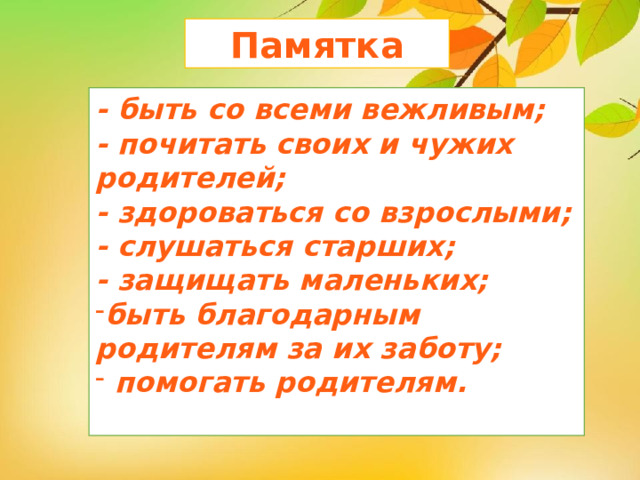 Памятка
- быть со всеми вежливым;
- почитать своих и чужих
родителей;
- здороваться со взрослыми;
- слушаться старших;
- защищать маленьких;
-быть благодарным
родителям за их заботу;
- помогать родителям.